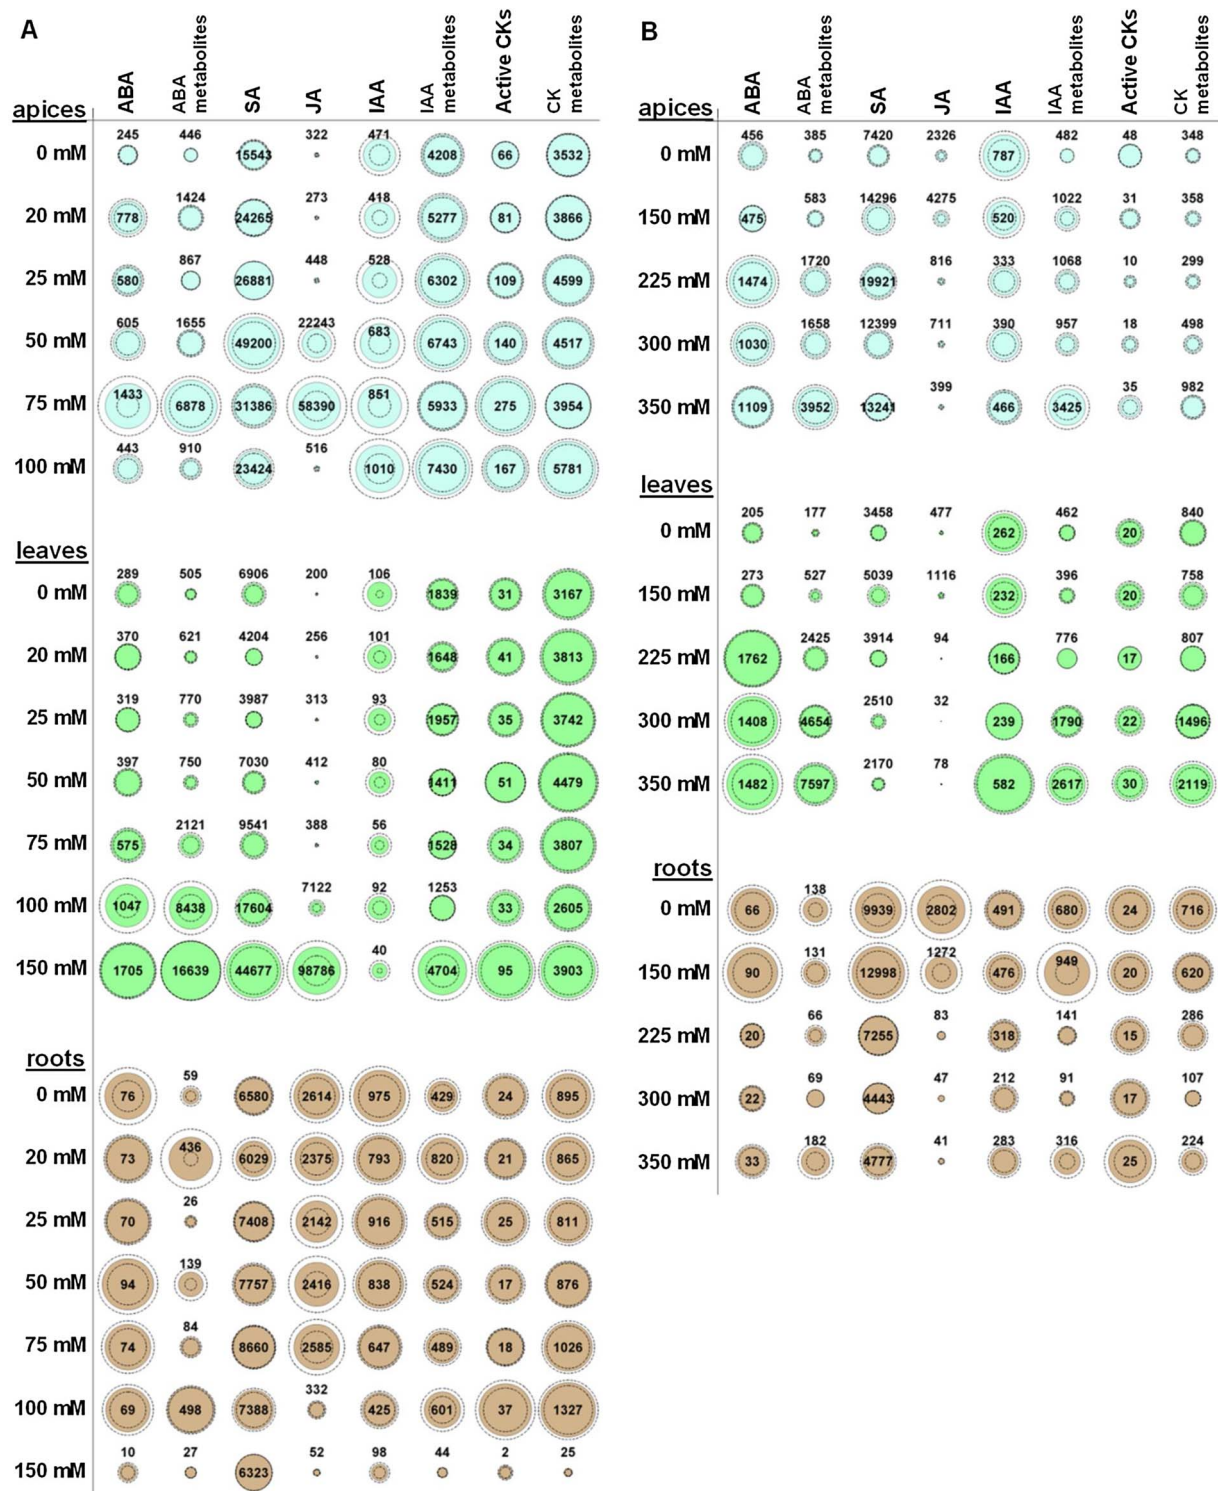 A
ABA
ABA metabolites
SA
JA
IAA
IAA metabolites
Active CKs
CK metabolites
apices
245 446 322 471
0 mM 15543 4208 66 3532
1424 273 418
20 mM 778 24265 5277 81 3866
867 448 528
25 mM 580 26881 6302 109 4599
605 1655 22243 683
50 mM 49200 6743 140 4517
1433 851
75 mM 6878 31386 58390 5933 275 3954
443 910 516
100 mM 23424 1010 7430 167 5781
leaves
289 505 6906 200 106
0 mM 1839 31 3167
370 621 4204 256 101
20 mM 1648 41 3813
319 770 3987 313 93
25 mM 1957 35 3742
397 750 7030 412 80
50 mM 1411 51 4479
2121 9541 388 56
75 mM 575 1528 34 3807
7122 92 1253
100 mM 1047 8438 17604 33 2605
40
150 mM 1705 16639 44677 98786 4704 95 3903
roots
59
0 mM 76 6580 2614 975 429 24 895
436
20 mM 73 6029 2375 793 820 21 865
26
25 mM 70 7408 2142 916 515 25 811
139
50 mM 94 7757 2416 838 524 17 876
84
75 mM 74 8660 2585 647 489 18 1026
332
100 mM 69 498 7388 425 601 37 1327
10 27 52 98 44 2 25
150 mM 6323
B
ABA
ABA metabolites
SA
JA
IAA
IAA metabolites
Active CKs
CK metabolites
apices
456 385 7420 2326 482 48 348
0 mM 787
583 14296 4275 1022 31 358
150 mM 475 520
1720 816 333 1068 10 299
225 mM 1474 19921
1658 12399 711 390 957 18 498
300 mM 1030
399 35 982
350 mM 1109 3952 13241 466 3425
leaves
205 177 3458 477 462 840
0 mM 262 20
273 527 5039 1116 396 758
150 mM 232 20
2425 3914 94 776 807
225 mM 1762 166 17
2510 32
300 mM 1408 4654 239 1790 22 1496
2170 78
350 mM 1482 7597 582 2617 30 2119
roots
138
0 mM 66 9939 2802 491 680 24 716
131 1272 949
150 mM 90 12998 476 20 620
66 83 141 286
225 mM 20 7255 318 15
69 47 212 91 107
300 mM 22 4443 17
182 41 283 316 224
350 mM 33 4777 25